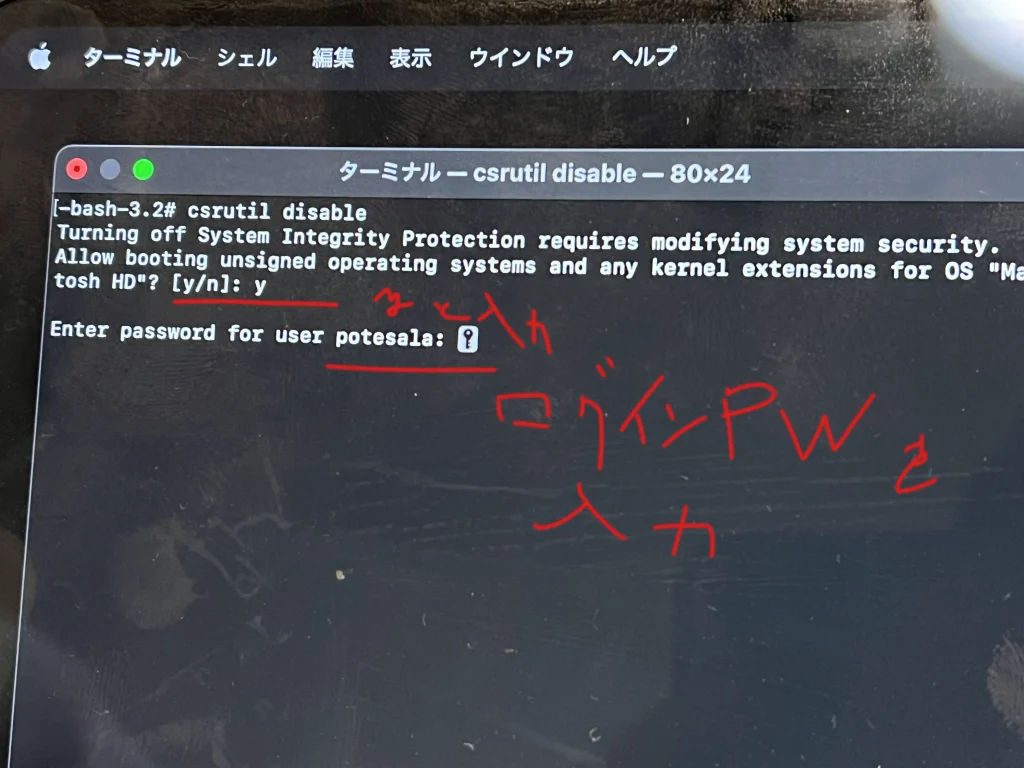 ターミナル シェル 編集 表示 ウインドウ ヘルプ
ターミナル — csrutil disable — 80×24
[-bash-3.2# csrutil disable
Turning off System Integrity Protection requires modifying system security.
Allow booting unsigned operating systems and any kernel extensions for OS "Ma
tosh HD"? [y/n]: y
yと入力
Enter password for user potesala:
ログインPWを
入力